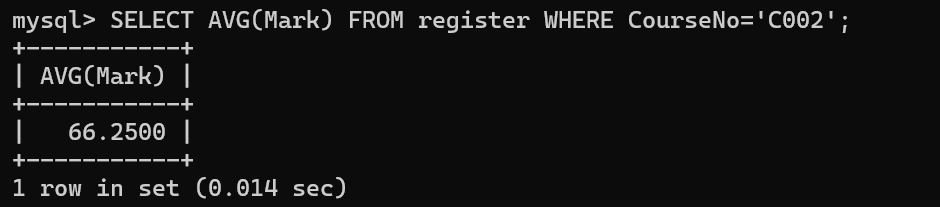 mysql> SELECT AVG(Mark) FROM register WHERE CourseNo='C002';
+-----------+
| AVG(Mark) |
+-----------+
|   66.2500 |
+-----------+
1 row in set (0.014 sec)